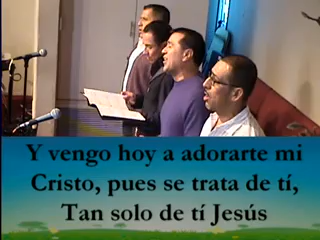 Y vengo hoy a adorarte mi
Cristo, pues se trata de tí,
Tan solo de tí Jesús